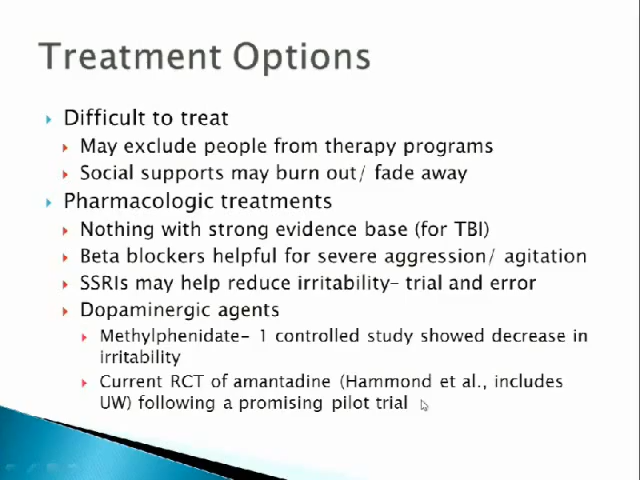 Treatment Options
Difficult to treat
May exclude people from therapy programs
Social supports may burn out/ fade away
Pharmacologic treatments
Nothing with strong evidence base (for TBI)
Beta blockers helpful for severe aggression/ agitation
SSRIs may help reduce irritability- trial and error
Dopaminergic agents
Methylphenidate- 1 controlled study showed decrease in
irritability
Current RCT of amantadine (Hammond et al., includes
UW) following a promising pilot trial